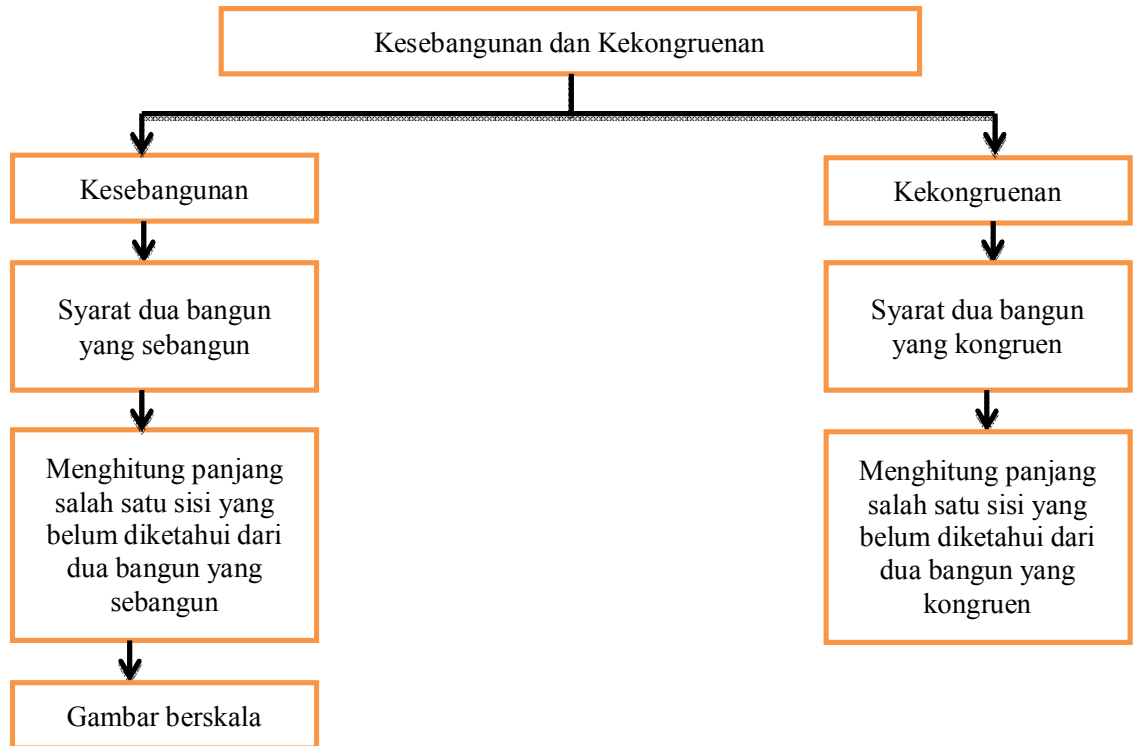 Kesebangunan dan Kekongruenan
Kesebangunan
Kekongruenan
Syarat dua bangun
yang sebangun
Syarat dua bangun
yang kongruen
Menghitung panjang
salah satu sisi yang
belum diketahui dari
dua bangun yang
sebangun
Menghitung panjang
salah satu sisi yang
belum diketahui dari
dua bangun yang
kongruen
Gambar berskala